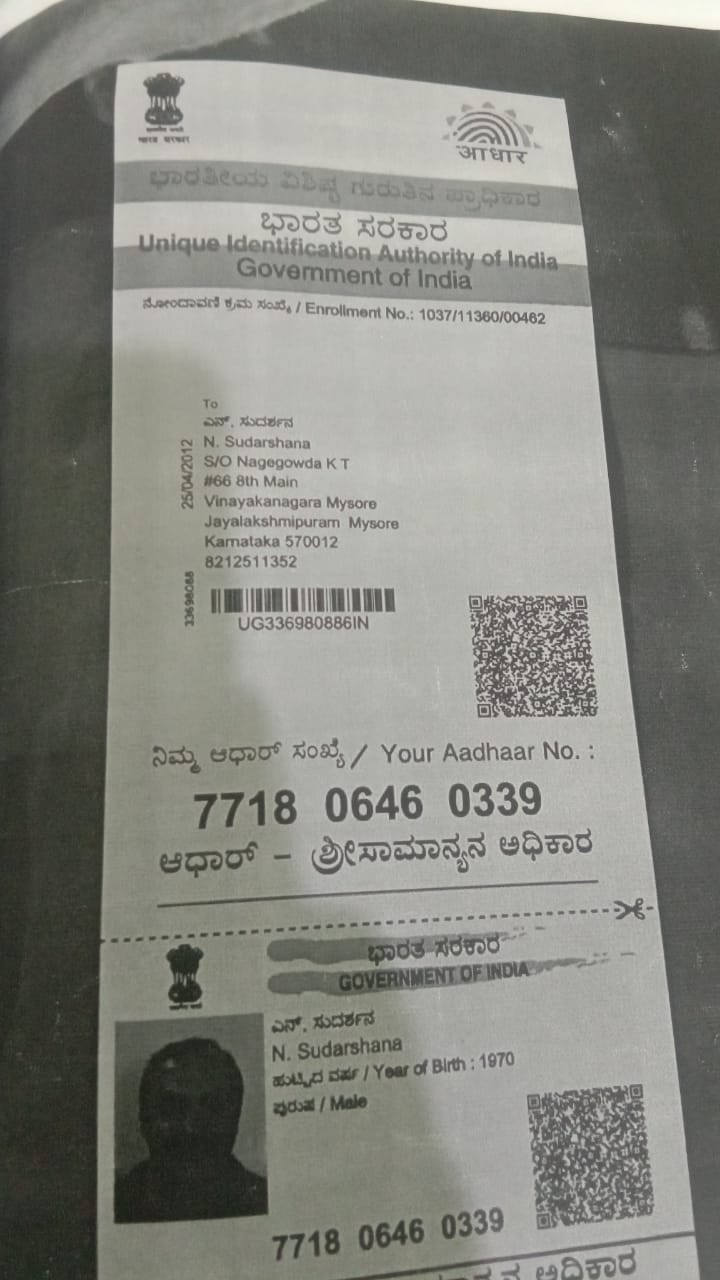 भारत सरकार
आधार
ಭಾರತೀಯ ವಿಶಿಷ್ಟ ಗುರುತಿನ ಪ್ರಾಧಿಕಾರ
ಭಾರತ ಸರಕಾರ
Unique Identification Authority of India
Government of India
ನೋಂದಾವಣಿ ಕ್ರಮ ಸಂಖ್ಯೆ / Enrollment No.: 1037/11360/00462
To
ಎನ್. ಸುದರ್ಶನ
N. Sudarshana
S/O Nagegowda K T
#66 8th Main
Vinayakanagara Mysore
Jayalakshmipuram Mysore
Karnataka 570012
8212511352
25/04/2012
UG336980886IN
ನಿಮ್ಮ ಆಧಾರ್ ಸಂಖ್ಯೆ / Your Aadhaar No. :
7718 0646 0339
ಆಧಾರ್ – ಶ್ರೀಸಾಮಾನ್ಯನ ಅಧಿಕಾರ
ಭಾರತ ಸರಕಾರ
GOVERNMENT OF INDIA
ಎನ್. ಸುದರ್ಶನ
N. Sudarshana
ಹುಟ್ಟಿದ ವರ್ಷ / Year of Birth : 1970
ಪುರುಷ / Male
7718 0646 0339
ಅಧಿಕಾರ